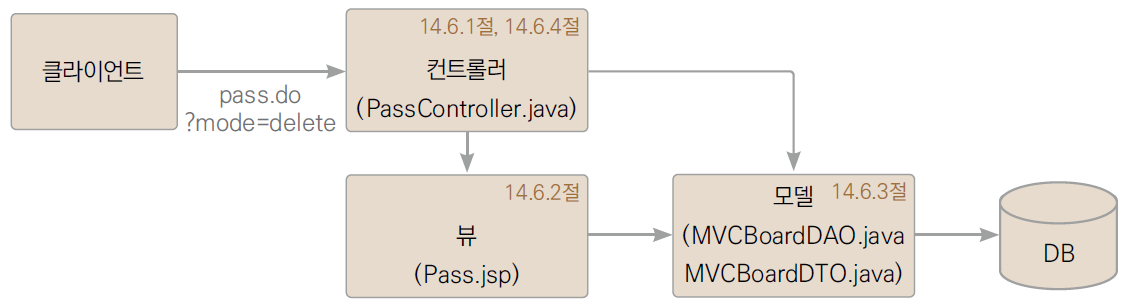 클라이언트
pass.do
?mode=delete
14.6.1절, 14.6.4절
컨트롤러
(PassController.java)
14.6.2절
뷰
(Pass.jsp)
모델 14.6.3절
(MVCBoardDAO.java
MVCBoardDTO.java)
DB